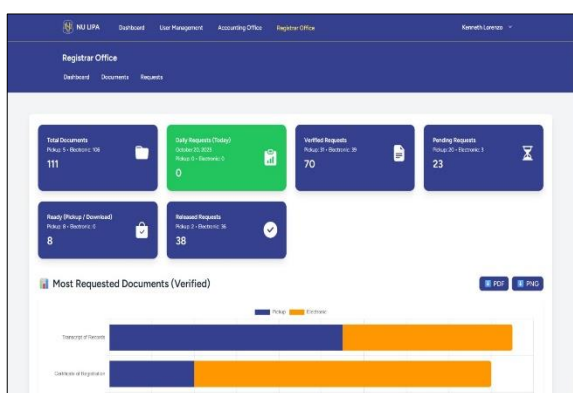 NU LIPA Dashboard User Management Accounting Office Registrar Office Kenneth Lorenzo
Registrar Office
Dashboard Documents Requests
Total Documents
Pickup: 5 • Electronic: 106
111
Daily Requests (Today)
October 23, 2025
Pickup: 0 • Electronic: 0
0
Verified Requests
Pickup: 31 • Electronic: 39
70
Pending Requests
Pickup: 20 • Electronic: 3
23
Ready (Pickup / Download)
Pickup: 8 • Electronic: 0
8
Released Requests
Pickup: 2 • Electronic: 36
38
Most Requested Documents (Verified) PDF PNG
Pickup Electronic
Transcript of Records
Certificate of Registration